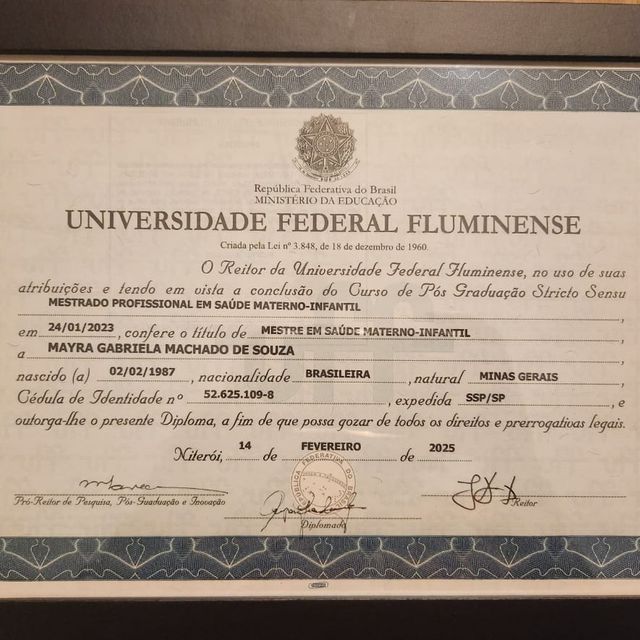 República Federativa do Brasil
MINISTÉRIO DA EDUCAÇÃO
UNIVERSIDADE FEDERAL FLUMINENSE
Criada pela Lei nº 3.848, de 18 de dezembro de 1960.
O Reitor da Universidade Federal Fluminense, no uso de suas
atribuições e tendo em vista a conclusão do Curso de Pós Graduação Stricto Sensu
MESTRADO PROFISSIONAL EM SAÚDE MATERNO-INFANTIL,
em 24/01/2023, confere o título de MESTRE EM SAÚDE MATERNO-INFANTIL
a MAYRA GABRIELA MACHADO DE SOUZA,
nascido (a) 02/02/1987, nacionalidade BRASILEIRA, natural MINAS GERAIS,
Cédula de Identidade nº 52.625.109-8, expedida SSP/SP, e
outorga-lhe o presente Diploma, a fim de que possa gozar de todos os direitos e prerrogativas legais.
Niterói, 14 de FEVEREIRO de 2025
Pró-Reitor de Pesquisa, Pós-Graduação e Inovação
Diplomado
Reitor